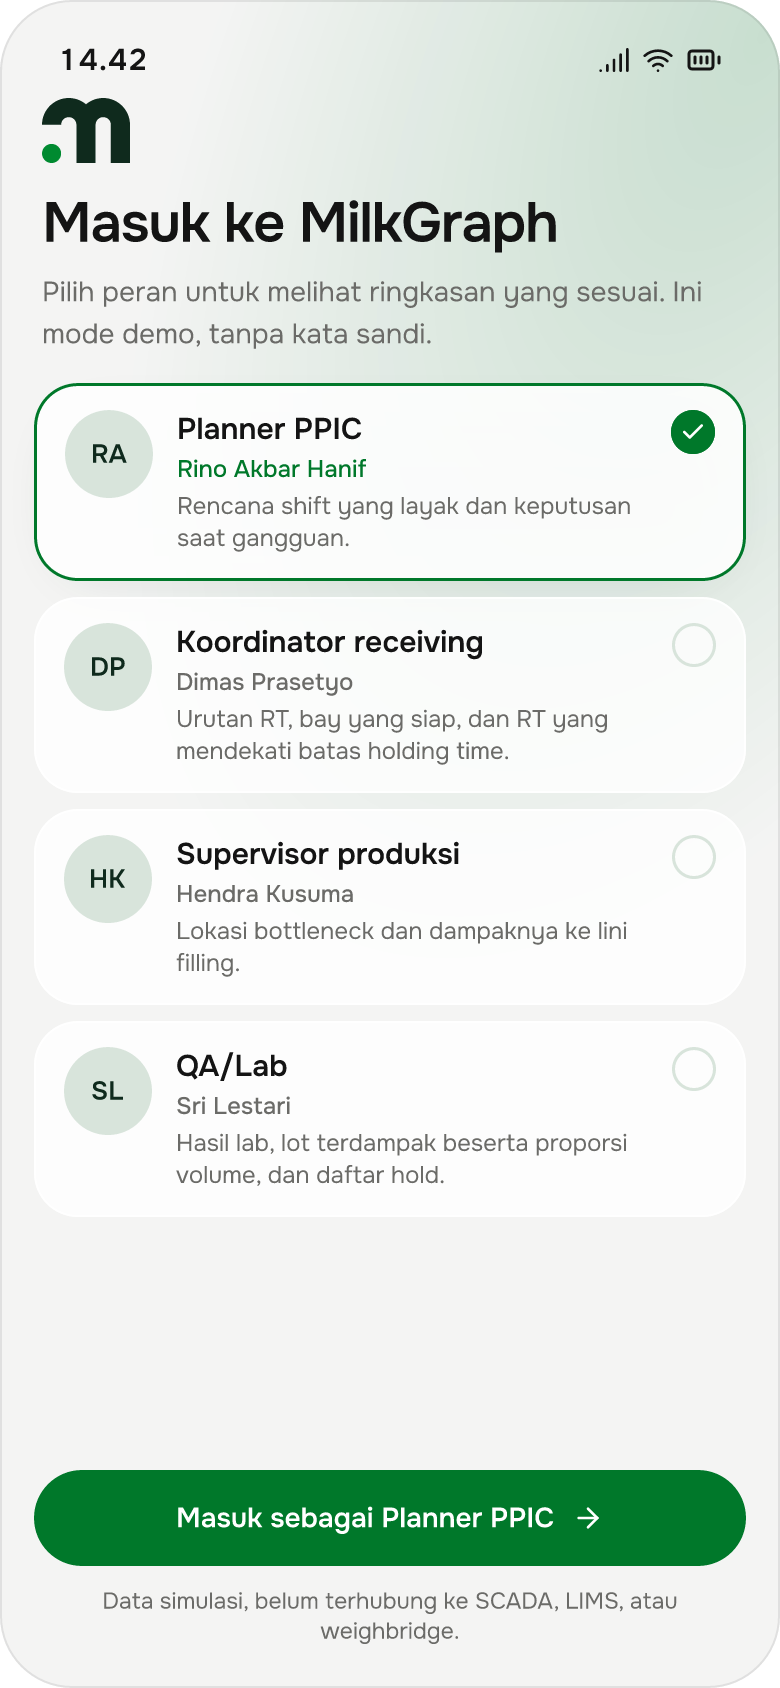 14.42
m
Masuk ke MilkGraph
Pilih peran untuk melihat ringkasan yang sesuai. Ini
mode demo, tanpa kata sandi.
RA
Planner PPIC
Rino Akbar Hanif
Rencana shift yang layak dan keputusan
saat gangguan.
DP
Koordinator receiving
Dimas Prasetyo
Urutan RT, bay yang siap, dan RT yang
mendekati batas holding time.
HK
Supervisor produksi
Hendra Kusuma
Lokasi bottleneck dan dampaknya ke lini
filling.
SL
QA/Lab
Sri Lestari
Hasil lab, lot terdampak beserta proporsi
volume, dan daftar hold.
Masuk sebagai Planner PPIC →
Data simulasi, belum terhubung ke SCADA, LIMS, atau
weighbridge.